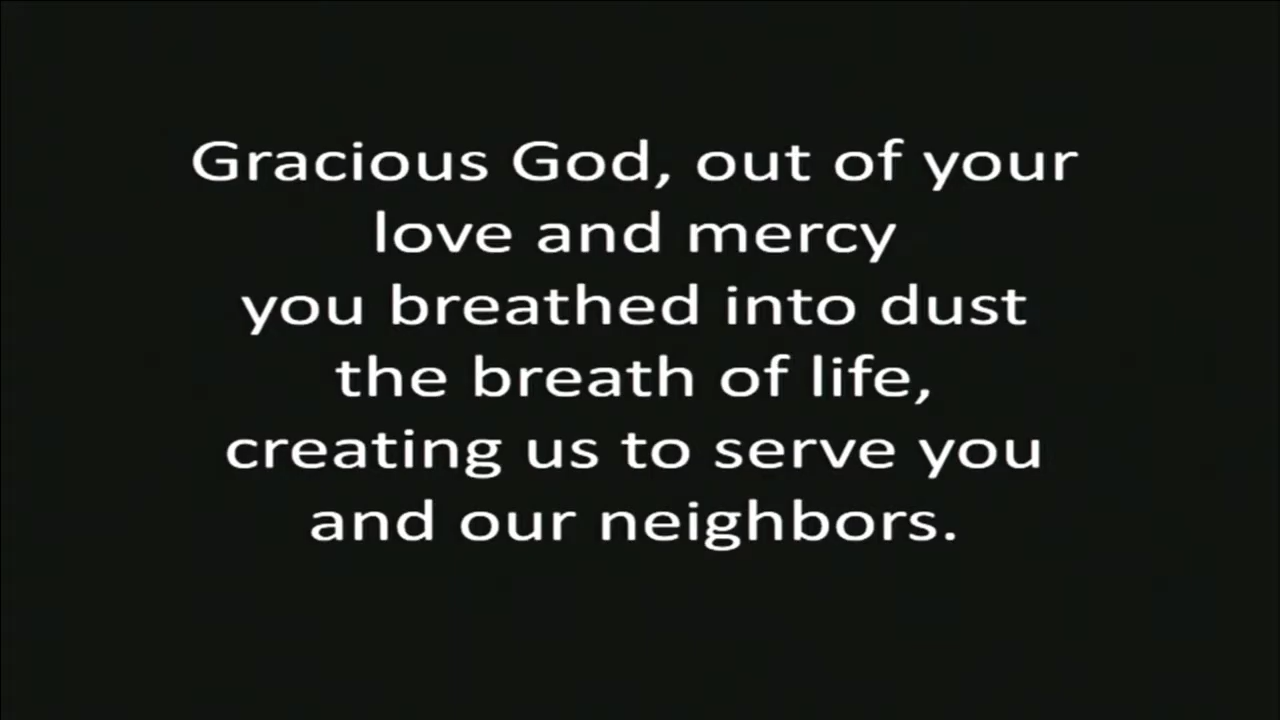 Gracious God, out of your
love and mercy
you breathed into dust
the breath of life,
creating us to serve you
and our neighbors.